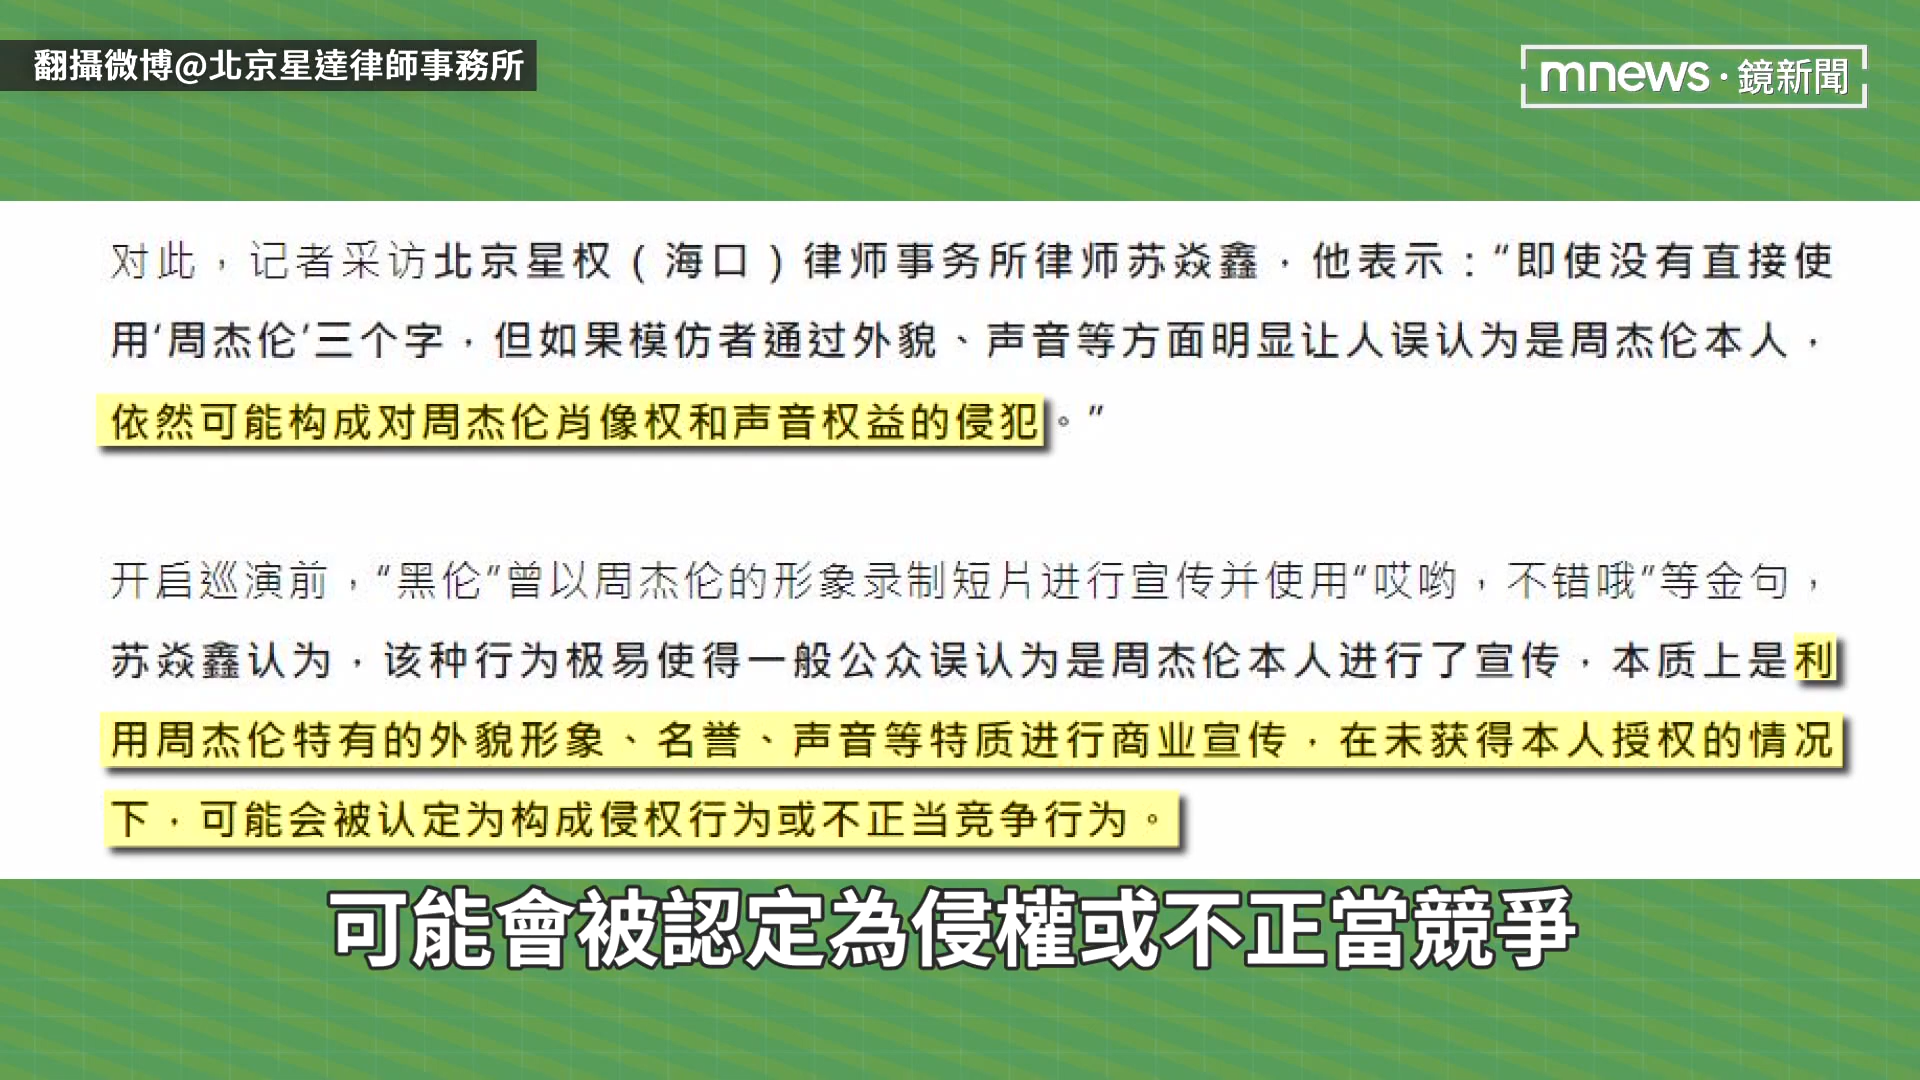 翻攝微博@北京星達律師事務所
mnews·鏡新聞
对此，记者采访北京星权（海口）律师事务所律师苏焱鑫，他表示：“即使没有直接使
用‘周杰伦’三个字，但如果模仿者通过外貌、声音等方面明显让人误认为是周杰伦本人，
依然可能构成对周杰伦肖像权和声音权益的侵犯。”
开启巡演前，“黑伦”曾以周杰伦的形象录制短片进行宣传并使用“哎哟，不错哦”等金句，
苏焱鑫认为，该种行为极易使得一般公众误认为是周杰伦本人进行了宣传，本质上是利
用周杰伦特有的外貌形象、名誉、声音等特质进行商业宣传，在未获得本人授权的情况
下，可能会被认定为构成侵权行为或不正当竞争行为。
可能會被認定為侵權或不正當競爭